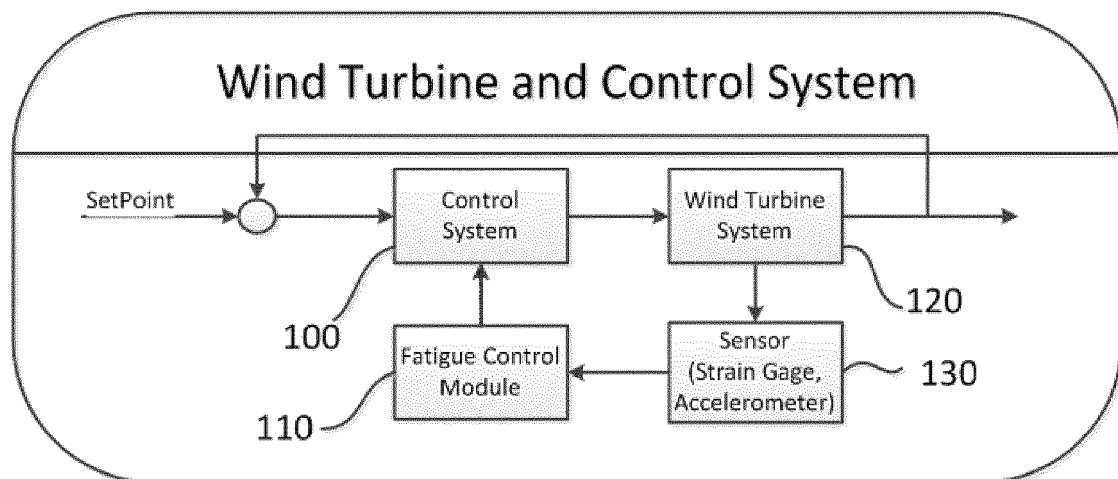 Wind Turbine and Control System
SetPoint
Control
System
Wind Turbine
System
100
120
Fatigue Control
Module
Sensor
(Strain Gage,
Accelerometer)
110
130